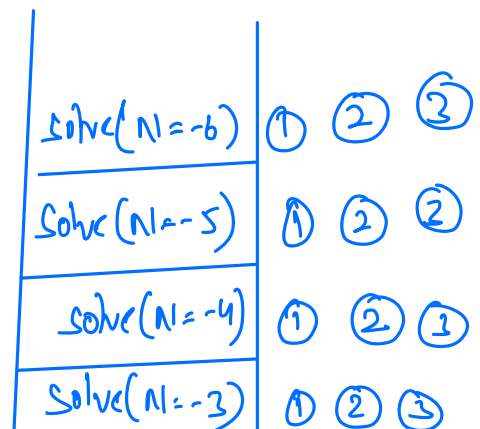 solve(N=-6) ① ② ③
solve(N=-5) ① ② ②
solve(N=-4) ① ② ③
solve(N=-3) ① ② ③